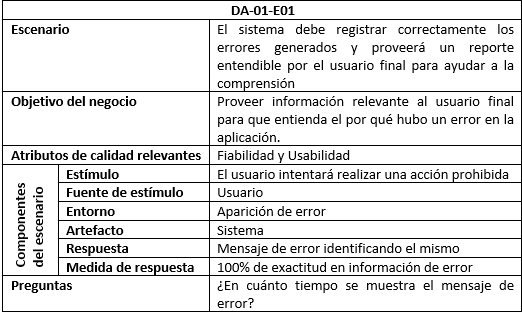 DA-01-E01
Escenario
El sistema debe registrar correctamente los
errores generados y proveerá un reporte
entendible por el usuario final para ayudar a la
comprensión
Objetivo del negocio
Proveer información relevante al usuario final
para que entienda el por qué hubo un error en la
aplicación.
Atributos de calidad relevantes
Fiabilidad y Usabilidad
Componentes
del escenario
Estímulo
El usuario intentará realizar una acción prohibida
Fuente de estímulo
Usuario
Entorno
Aparición de error
Artefacto
Sistema
Respuesta
Mensaje de error identificando el mismo
Medida de respuesta
100% de exactitud en información de error
Preguntas
¿En cuánto tiempo se muestra el mensaje de
error?